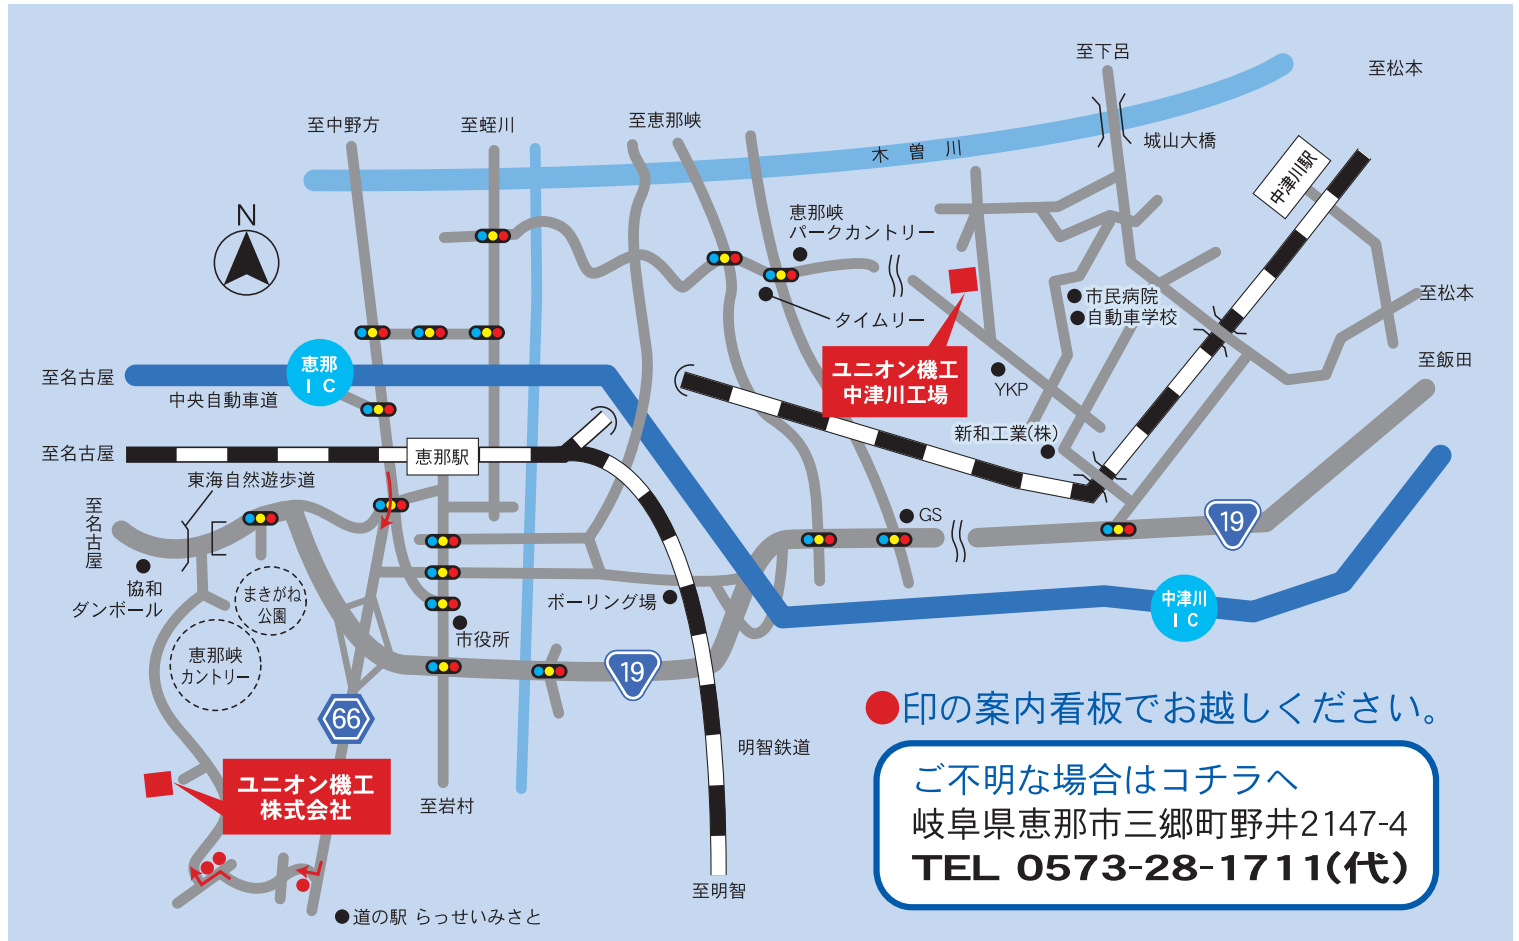 至下呂
至松本
至中野方
至蛭川
至恵那峡
城山大橋
木曽川
中津川駅
N
恵那峡
パークカントリー
タイムリー
市民病院
自動車学校
至松本
至飯田
恵那
IC
至名古屋
中央自動車道
ユニオン機工
中津川工場
YKP
新和工業(株)
至名古屋
恵那駅
東海自然遊歩道
至名古屋
GS
19
協和
ダンボール
まきがね
公園
ボーリング場
中津川
IC
市役所
恵那峡
カントリー
19
66
●印の案内看板でお越しください。
明智鉄道
ユニオン機工
株式会社
至岩村
ご不明な場合はコチラへ
岐阜県恵那市三郷町野井2147-4
TEL 0573-28-1711(代)
至明智
●道の駅 らっせいみさと